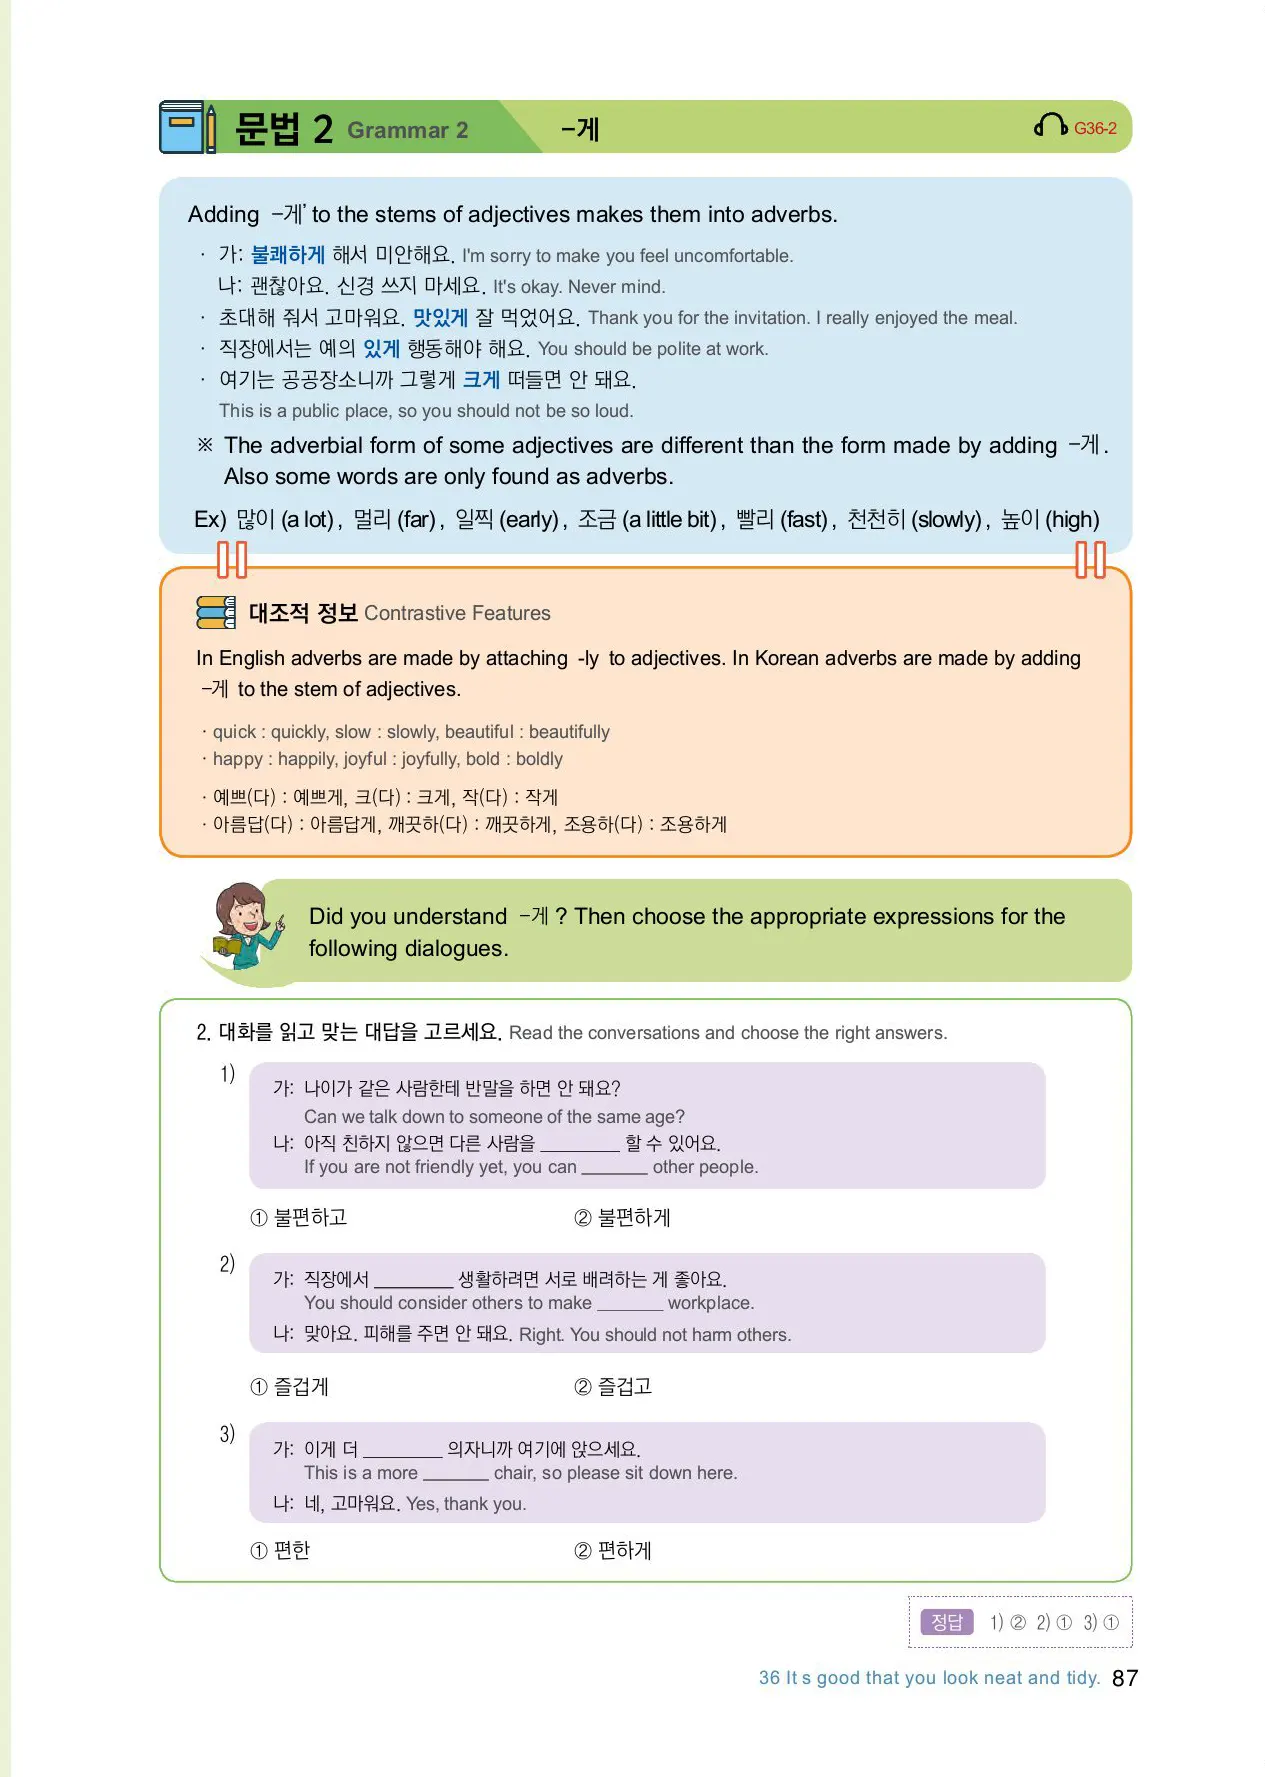 문법 2 Grammar 2 -게 G36-2
Adding -게’ to the stems of adjectives makes them into adverbs.
· 가: 불쾌하게 해서 미안해요. I'm sorry to make you feel uncomfortable.
나: 괜찮아요. 신경 쓰지 마세요. It's okay. Never mind.
· 초대해 줘서 고마워요. 맛있게 잘 먹었어요. Thank you for the invitation. I really enjoyed the meal.
· 직장에서는 예의 있게 행동해야 해요. You should be polite at work.
· 여기는 공공장소니까 그렇게 크게 떠들면 안 돼요.
This is a public place, so you should not be so loud.
※ The adverbial form of some adjectives are different than the form made by adding -게.
Also some words are only found as adverbs.
Ex) 많이 (a lot), 멀리 (far), 일찍 (early), 조금 (a little bit), 빨리 (fast), 천천히 (slowly), 높이 (high)
대조적 정보 Contrastive Features
In English adverbs are made by attaching -ly to adjectives. In Korean adverbs are made by adding
-게 to the stem of adjectives.
· quick : quickly, slow : slowly, beautiful : beautifully
· happy : happily, joyful : joyfully, bold : boldly
· 예쁘(다) : 예쁘게, 크(다) : 크게, 작(다) : 작게
· 아름답(다) : 아름답게, 깨끗하(다) : 깨끗하게, 조용하(다) : 조용하게
Did you understand -게 ? Then choose the appropriate expressions for the
following dialogues.
2. 대화를 읽고 맞는 대답을 고르세요. Read the conversations and choose the right answers.
1)
가: 나이가 같은 사람한테 반말을 하면 안 돼요?
Can we talk down to someone of the same age?
나: 아직 친하지 않으면 다른 사람을 ________ 할 수 있어요.
If you are not friendly yet, you can _______ other people.
① 불편하고 ② 불편하게
2)
가: 직장에서 ________ 생활하려면 서로 배려하는 게 좋아요.
You should consider others to make _______ workplace.
나: 맞아요. 피해를 주면 안 돼요. Right. You should not harm others.
① 즐겁게 ② 즐겁고
3)
가: 이게 더 ________ 의자니까 여기에 앉으세요.
This is a more _______ chair, so please sit down here.
나: 네, 고마워요. Yes, thank you.
① 편한 ② 편하게
정답 1) ② 2) ① 3) ①
36 It s good that you look neat and tidy. 87